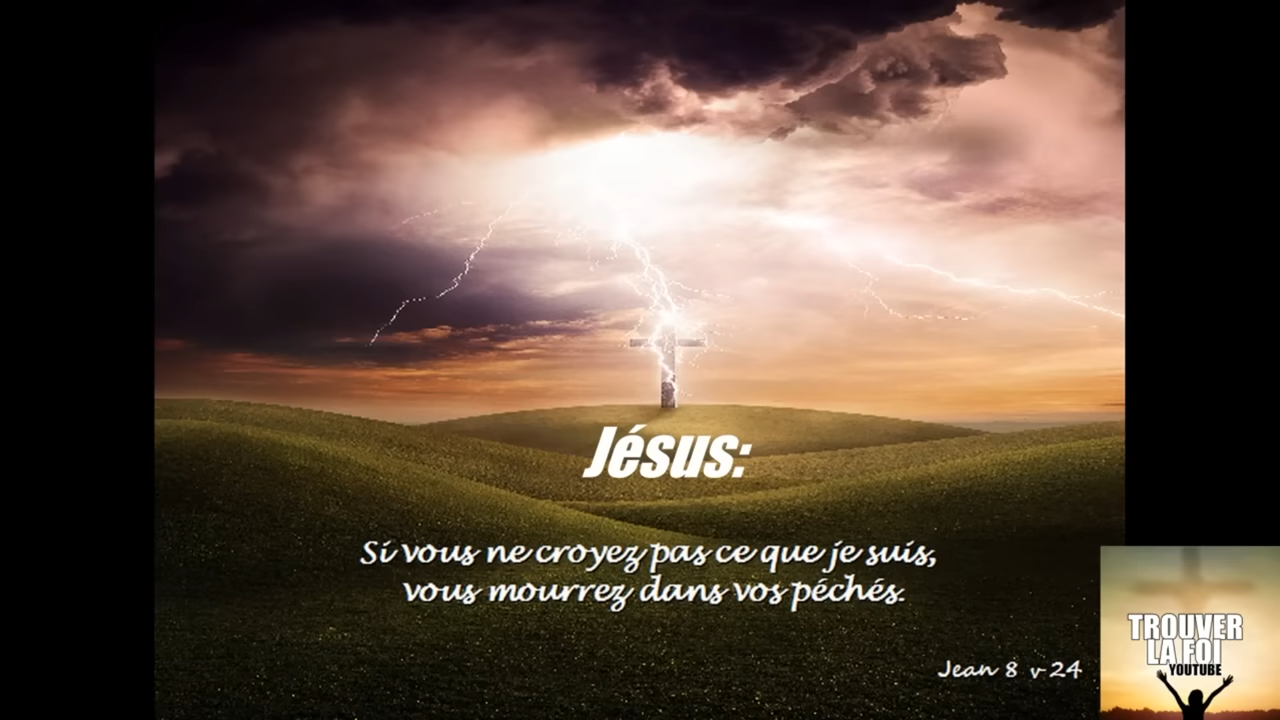 Jésus:
Si vous ne croyez pas ce que je suis,
vous mourrez dans vos péchés.
Jean 8 v 24
TROUVER
LA FOI
YOUTUBE